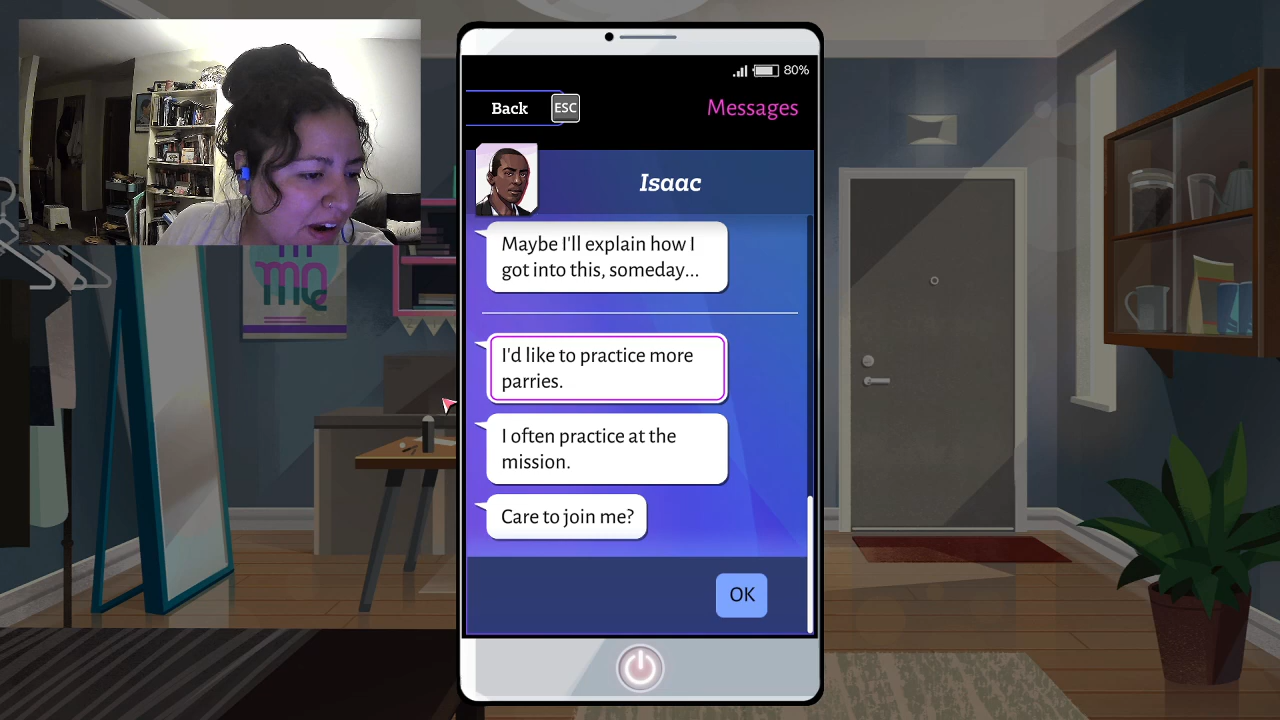 80%
Back
ESC
Messages
Isaac
Maybe I'll explain how I
got into this, someday...
I'd like to practice more
parries.
I often practice at the
mission.
Care to join me?
OK